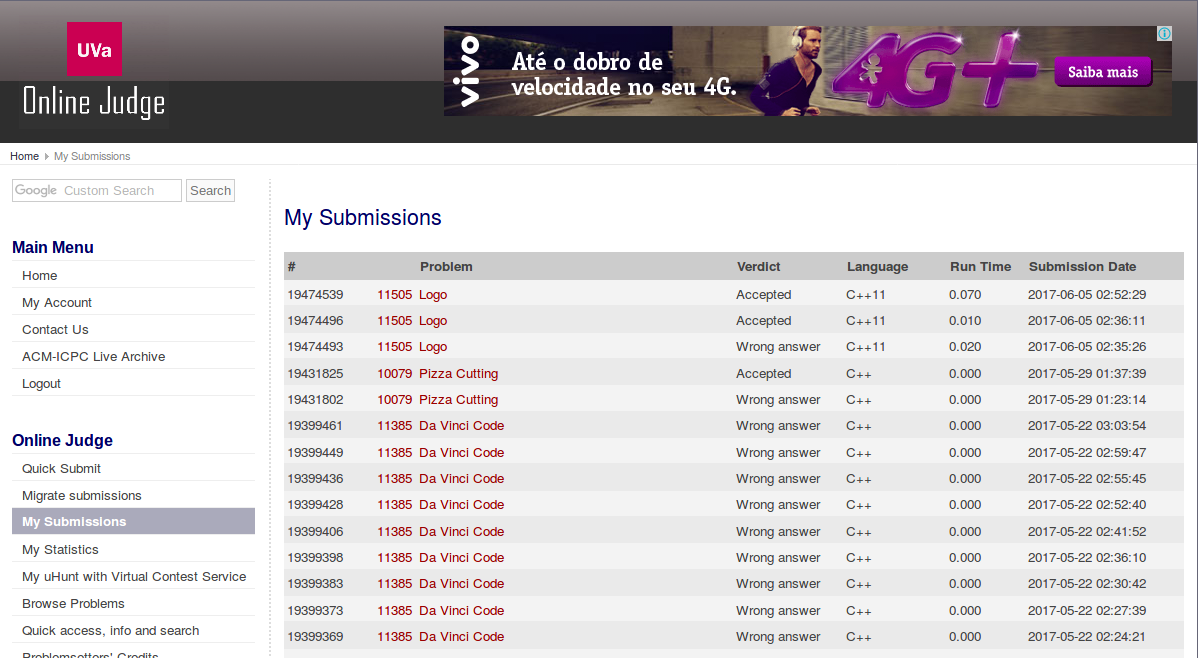 UVa
Online Judge
vivo
Até o dobro de
velocidade no seu 4G.
4G+
Saiba mais
Home My Submissions
Google Custom Search Search
Main Menu
Home
My Account
Contact Us
ACM-ICPC Live Archive
Logout
Online Judge
Quick Submit
Migrate submissions
My Submissions
My Statistics
My uHunt with Virtual Contest Service
Browse Problems
Quick access, info and search
Problemsetters' Credits
My Submissions
# Problem Verdict Language Run Time Submission Date
19474539 11505 Logo Accepted C++11 0.070 2017-06-05 02:52:29
19474496 11505 Logo Accepted C++11 0.010 2017-06-05 02:36:11
19474493 11505 Logo Wrong answer C++11 0.020 2017-06-05 02:35:26
19431825 10079 Pizza Cutting Accepted C++ 0.000 2017-05-29 01:37:39
19431802 10079 Pizza Cutting Wrong answer C++ 0.000 2017-05-29 01:23:14
19399461 11385 Da Vinci Code Wrong answer C++ 0.000 2017-05-22 03:03:54
19399449 11385 Da Vinci Code Wrong answer C++ 0.000 2017-05-22 02:59:47
19399436 11385 Da Vinci Code Wrong answer C++ 0.000 2017-05-22 02:55:45
19399428 11385 Da Vinci Code Wrong answer C++ 0.000 2017-05-22 02:52:40
19399406 11385 Da Vinci Code Wrong answer C++ 0.000 2017-05-22 02:41:52
19399398 11385 Da Vinci Code Wrong answer C++ 0.000 2017-05-22 02:36:10
19399383 11385 Da Vinci Code Wrong answer C++ 0.000 2017-05-22 02:30:42
19399373 11385 Da Vinci Code Wrong answer C++ 0.000 2017-05-22 02:27:39
19399369 11385 Da Vinci Code Wrong answer C++ 0.000 2017-05-22 02:24:21